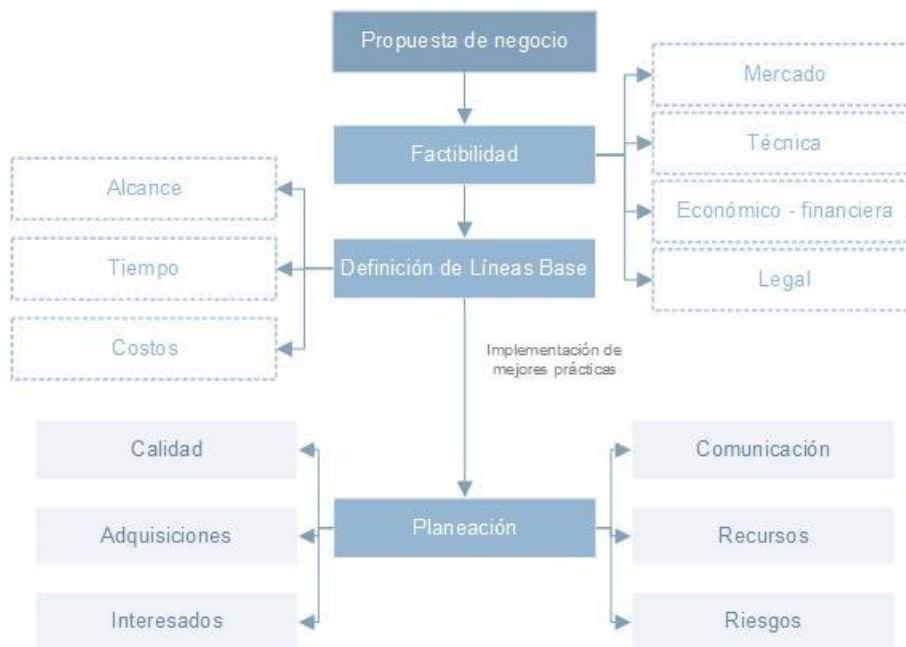 Propuesta de negocio
Mercado
Factibilidad
Técnica
Alcance
Económico - financiera
Tiempo
Definición de Líneas Base
Legal
Costos
Implementación de
mejores prácticas
Calidad
Comunicación
Adquisiciones
Planeación
Recursos
Interesados
Riesgos